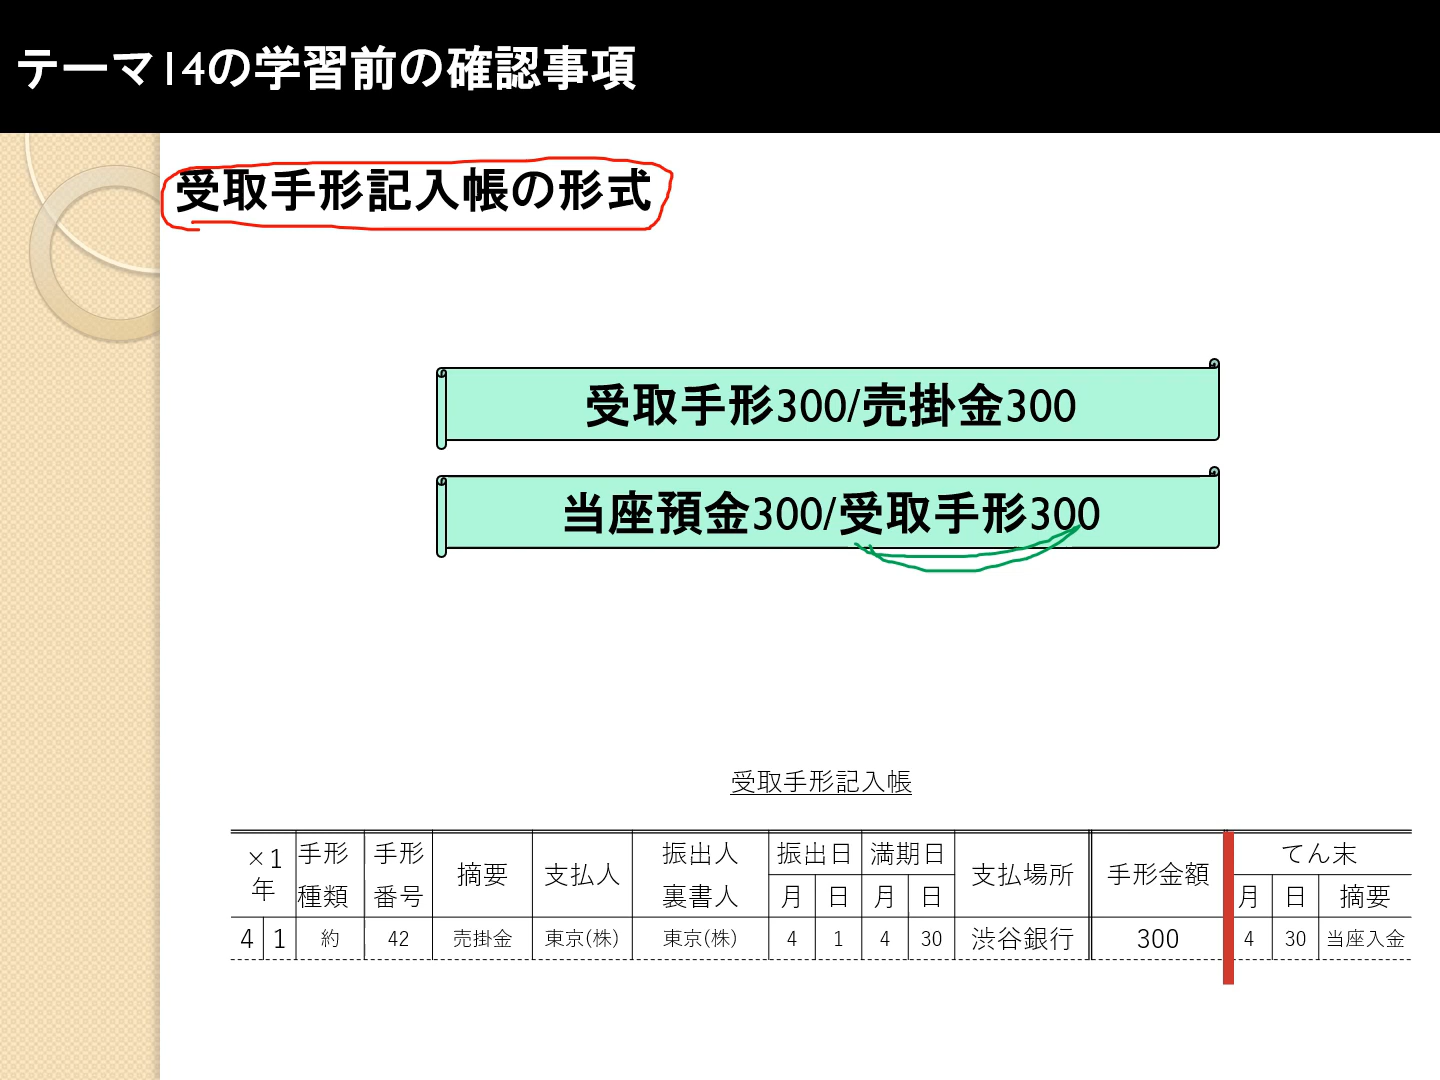 テーマ14の学習前の確認事項
受取手形記入帳の形式
受取手形300/売掛金300
当座預金300/受取手形300
受取手形記入帳
×1年 手形種類 手形番号 摘要 支払人 振出人裏書人 振出日 満期日 支払場所 手形金額 てん末
月 日 月 日 月 日 摘要
4 1 約 42 売掛金 東京(株) 東京(株) 4 1 4 30 渋谷銀行 300 4 30 当座入金